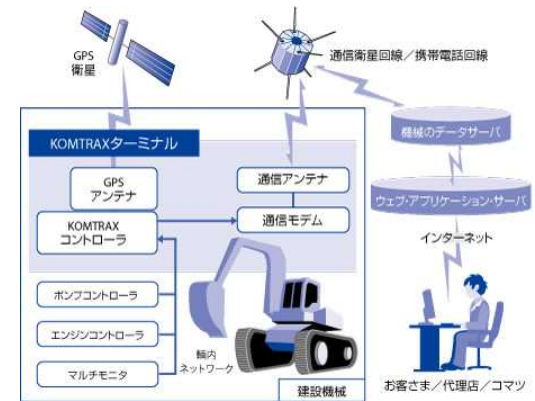 GPS
衛星
通信衛星回線／携帯電話回線
KOMTRAXターミナル
GPS
アンテナ
通信アンテナ
KOMTRAX
コントローラ
通信モデム
ポンプコントローラ
エンジンコントローラ
マルチモニタ
輌内
ネットワーク
建設機械
機械のデータサーバ
ウェブ・アプリケーション・サーバ
インターネット
お客さま／代理店／コマツ